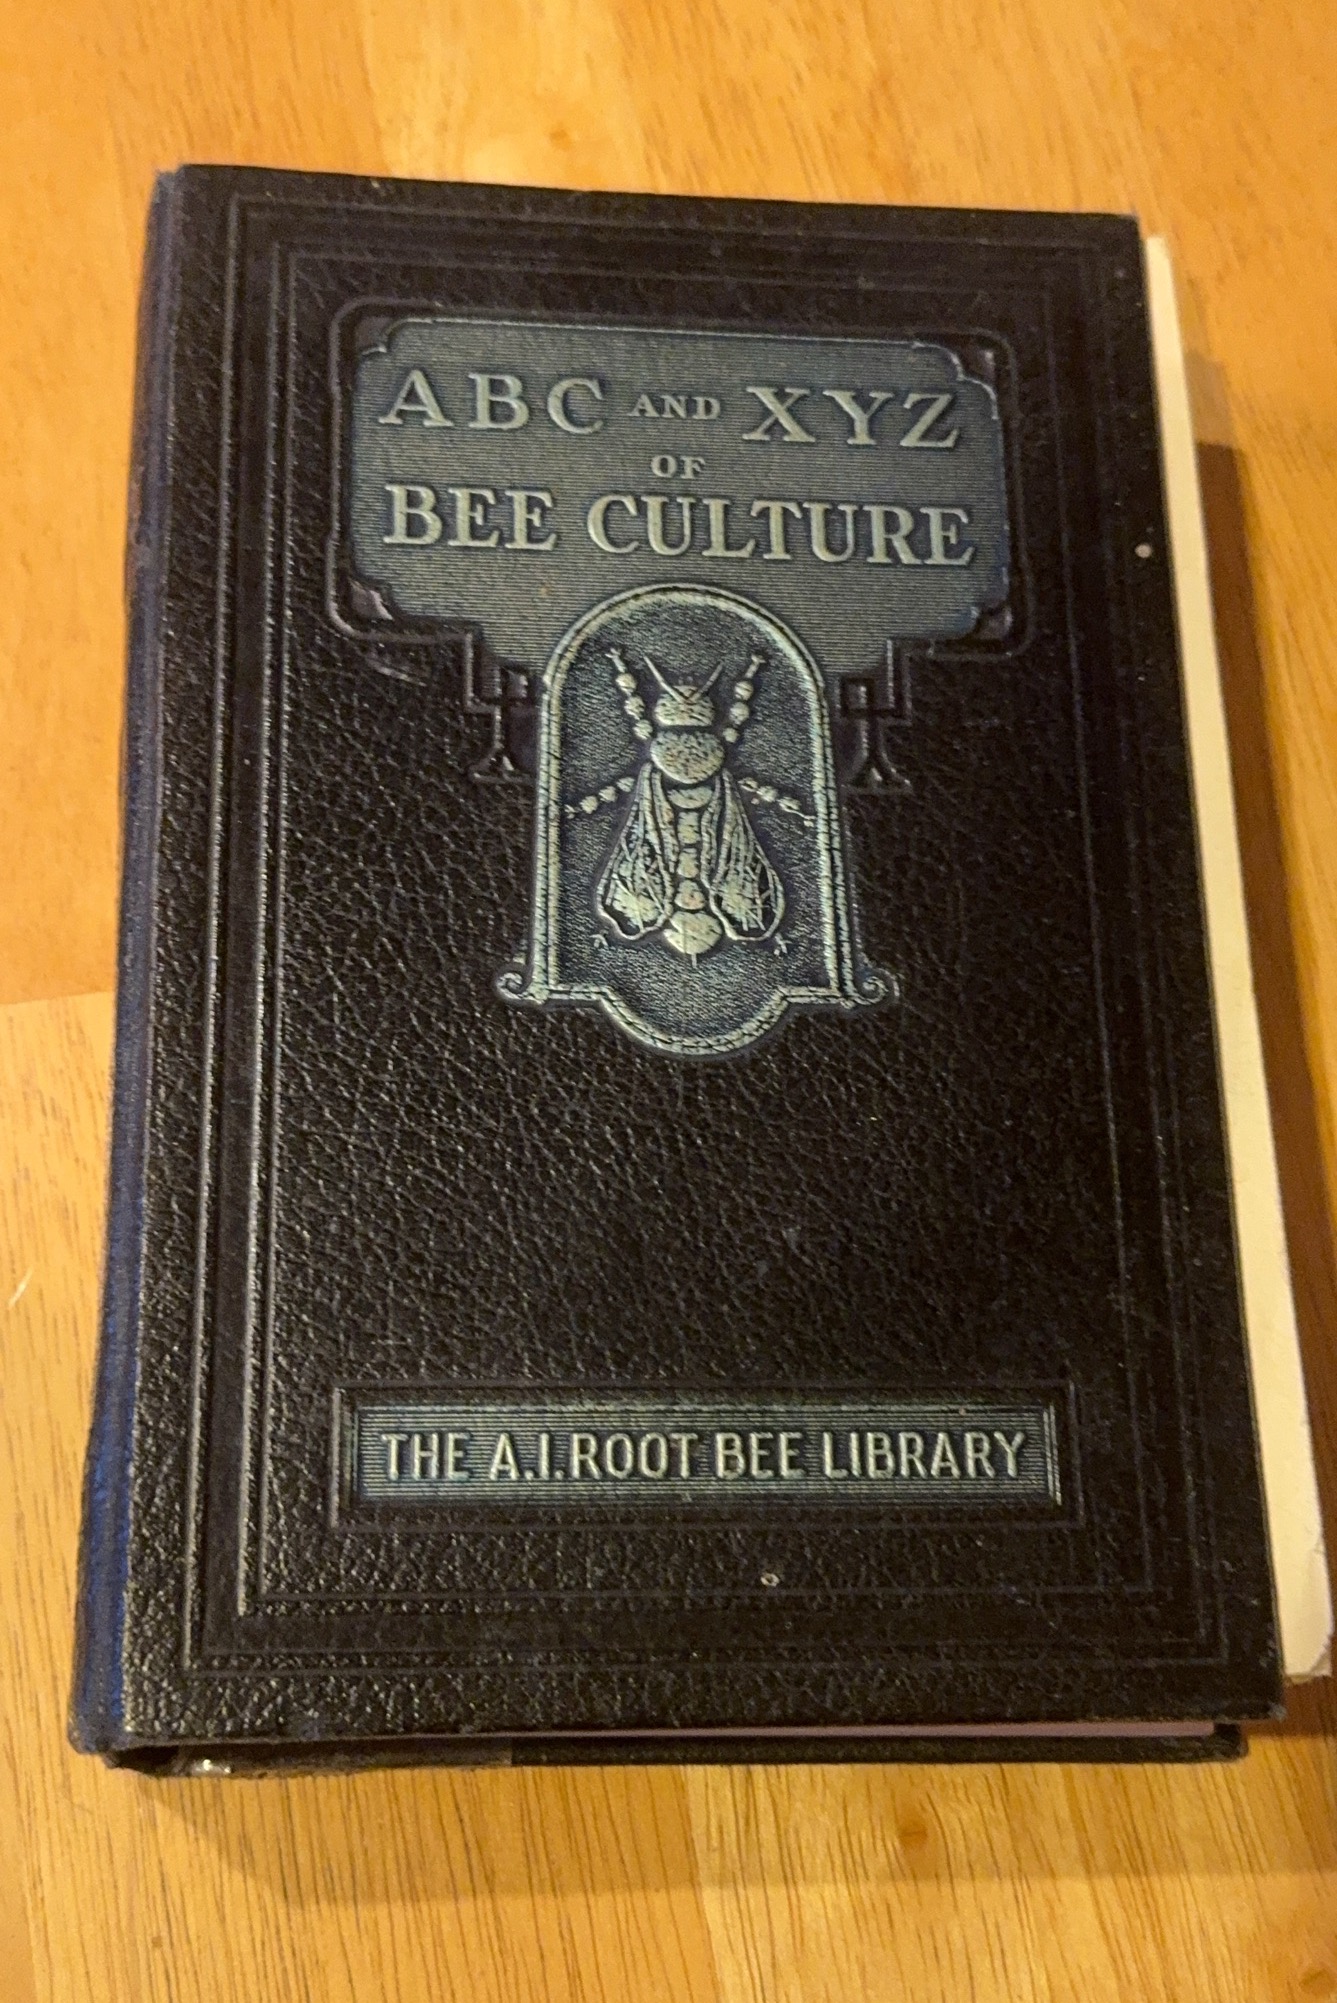 ABC AND XYZ
OF
BEE CULTURE
THE A.I. ROOT BEE LIBRARY